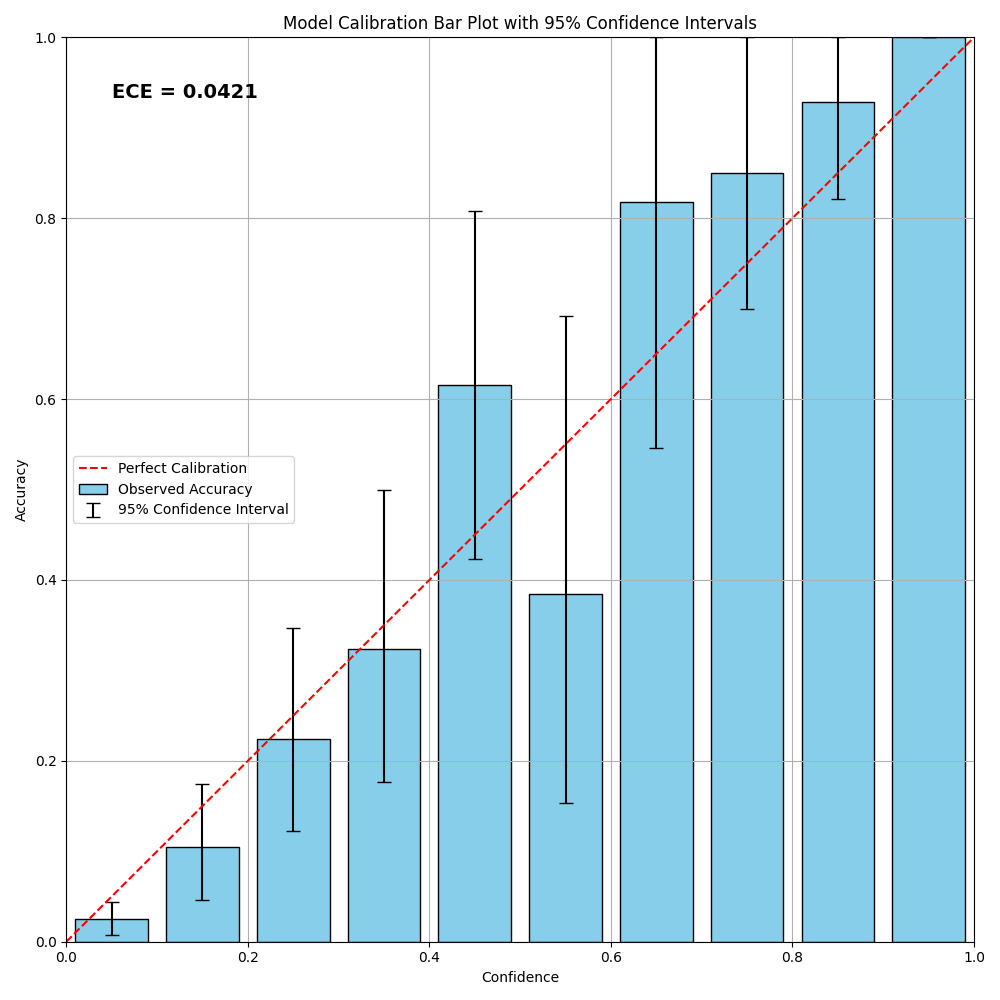 Model Calibration Bar Plot with 95% Confidence Intervals
1.0
ECE = 0.0421
0.8
0.6
Perfect Calibration
Observed Accuracy
95% Confidence Interval
Accuracy
0.4
0.2
0.0
0.0 0.2 0.4 0.6 0.8 1.0
Confidence